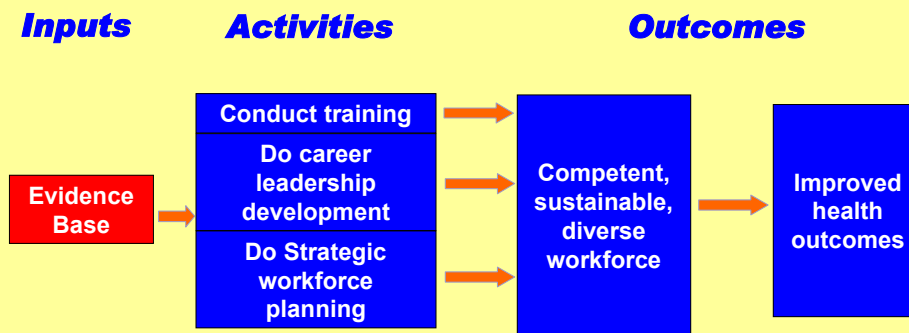 Inputs
Activities
Outcomes
Evidence
Base
Conduct training
Do career
leadership
development
Do Strategic
workforce
planning
Competent,
sustainable,
diverse
workforce
Improved
health
outcomes